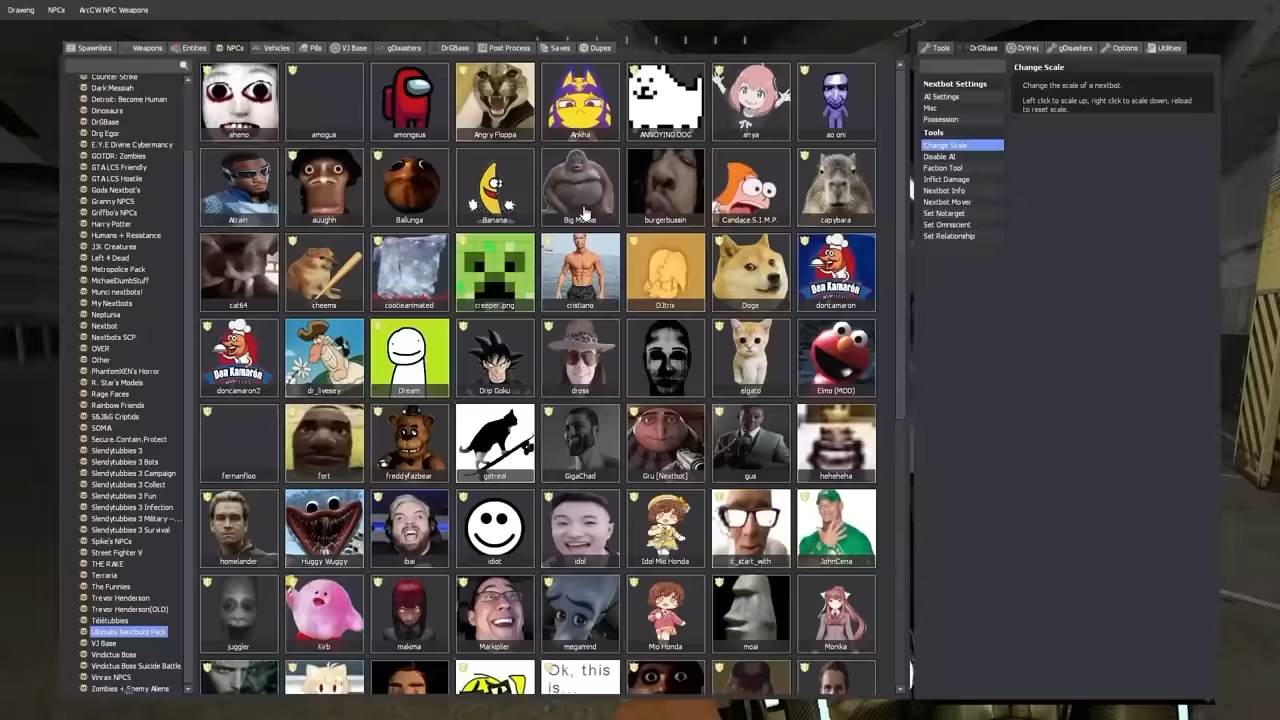 Drawing NPCs ArcCW NPC Weapons
Spawnlists Weapons Entities NPCs Vehicles Pills VJ Base gDisasters DrGBase Post Process Saves Dupes
Counter Strike
Dark Messiah
Detroit: Become Human
Dinosaurs
DrGBase
Drg Egor
E.Y.E Divine Cybermancy
GOTDR: Zombies
GTA LCS Friendly
GTA LCS Hostile
Gods Nextbot's
Granny NPCS
Griffbo's NPCs
Harry Potter
Humans + Resistance
JJK Creatures
Left 4 Dead
Metropolice Pack
MichaelDumbStuff
Munci nextbots!
My Nextbots
Neptunia
Nextbot
Nextbots SCP
OVER
Other
PhantomXEN's Horror
R. Star's Models
Rage Faces
Rainbow Friends
SB&G Criptids
SOMA
Secure.Contain.Protect
Slendytubbies 3
Slendytubbies 3 Bots
Slendytubbies 3 Campaign
Slendytubbies 3 Collect
Slendytubbies 3 Fun
Slendytubbies 3 Infection
Slendytubbies 3 Military --...
Slendytubbies 3 Survival
Spike's NPCs
Street Fighter V
THE RAKE
Terraria
The Funnies
Trevor Henderson
Trevor Henderson(OLD)
Télétubbies
Ultimate Nextbots Pack
VJ Base
Vindictus Boss
Vindictus Boss Suicide Battle
Vinrax NPCS
Zombies + Enemy Aliens
aheno amogus amongsius Angry Floppa Ankha ANNOYING DOG anya ao oni
Atrain auughh Ballunga Banana Big burgerbussin Candace S.I.M.P. capybara
cat64 cheems cootieanimated creeper.png cristiano DJtrix Doge doncamaron
Don Kamarón
doncamaron2 dr_livesey Dream Drip Goku dross elgato Elmo (MOD)
fernanfloo fort freddyfazbear getreal GigaChad Gru [Nextbot] gus heheheha
homelander Huggy Wuggy ibai idiot idol Idol Mio Honda it_start_with JohnCena
juggler Kirb makima Markiplier megamind Mio Honda moai Monika
Ok, this
is...
Tools DrGBase DrVrej gDisasters Options Utilities
Nextbot Settings
AI Settings
Misc
Possession
Tools
Change Scale
Disable AI
Faction Tool
Inflict Damage
Nextbot Info
Nextbot Mover
Set Notarget
Set Omniscient
Set Relationship
Change Scale
Change the scale of a nextbot.
Left click to scale up, right click to scale down, reload
to reset scale.